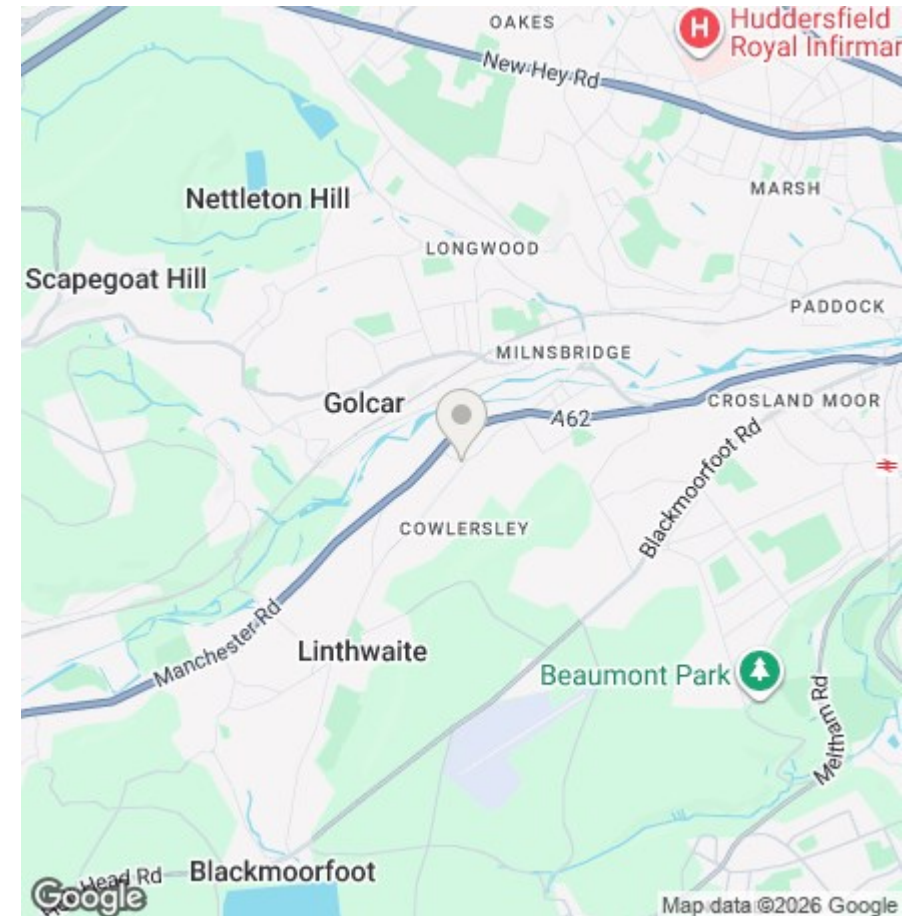 OAKES
H
Huddersfield
Royal Infirmar
New Hey Rd
MARSH
Nettleton Hill
LONGWOOD
Scapegoat Hill
PADDOCK
MILNSBRIDGE
Golcar
CROSLAND MOOR
A62
Blackmoorfoot Rd
COWLERSLEY
Manchester Rd
Linthwaite
Beaumont Park
Meltham Rd
Blackmoorfoot
Head Rd
Google
Map data ©2026 Google